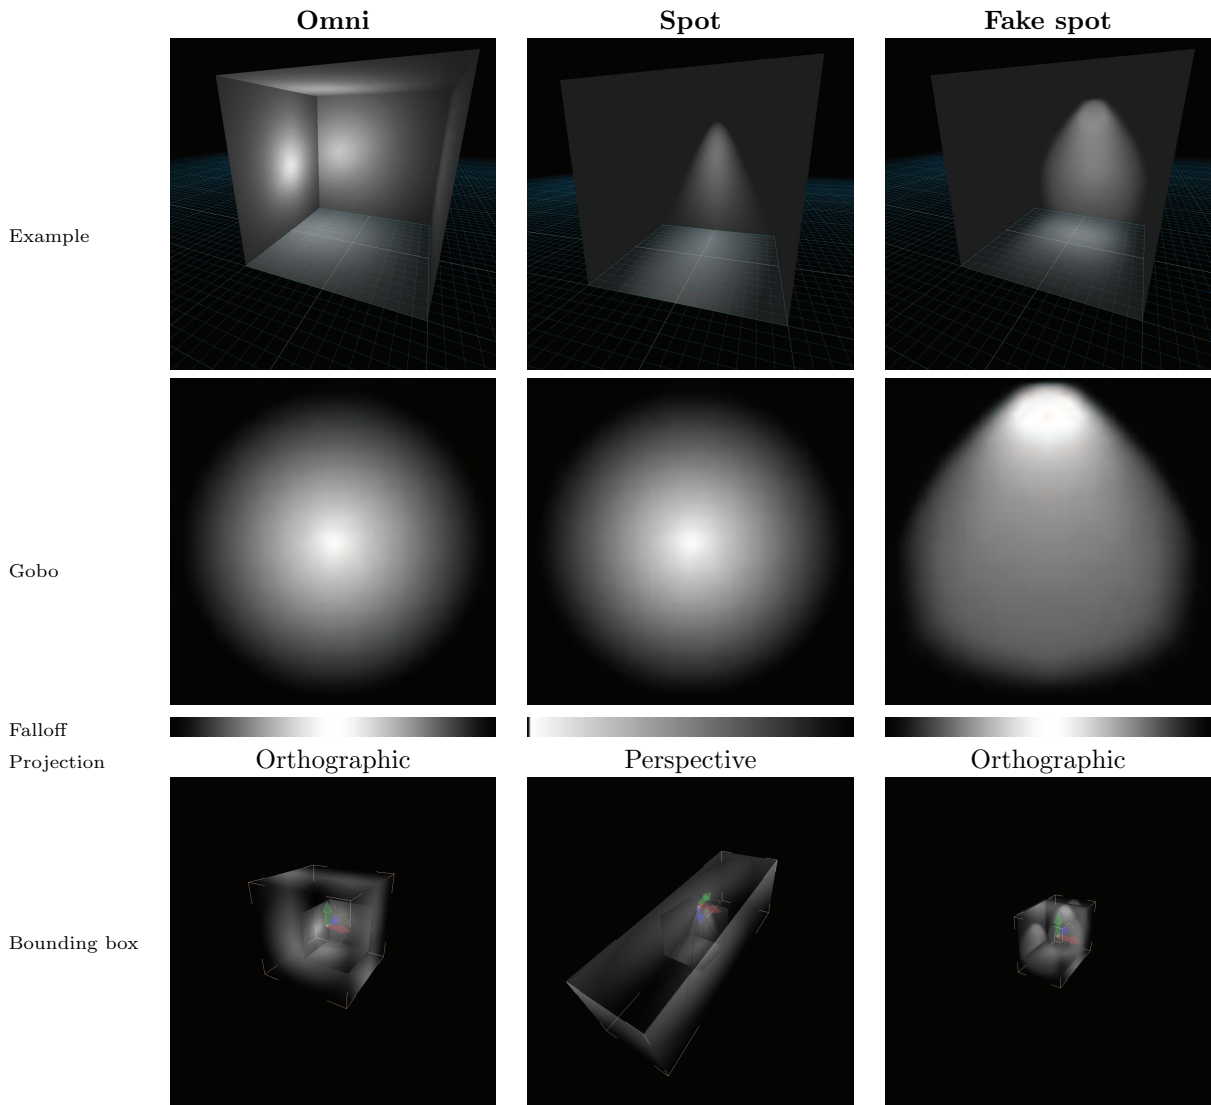 Omni Spot Fake spot
Example
Gobo
Falloff
Projection Orthographic Perspective Orthographic
Bounding box